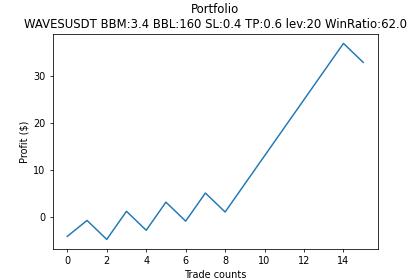 Portfolio
WAVESUSDT BBM:3.4 BBL:160 SL:0.4 TP:0.6 lev:20 WinRatio:62.0
30
20
10
0
Profit ($)
0 2 4 6 8 10 12 14
Trade counts